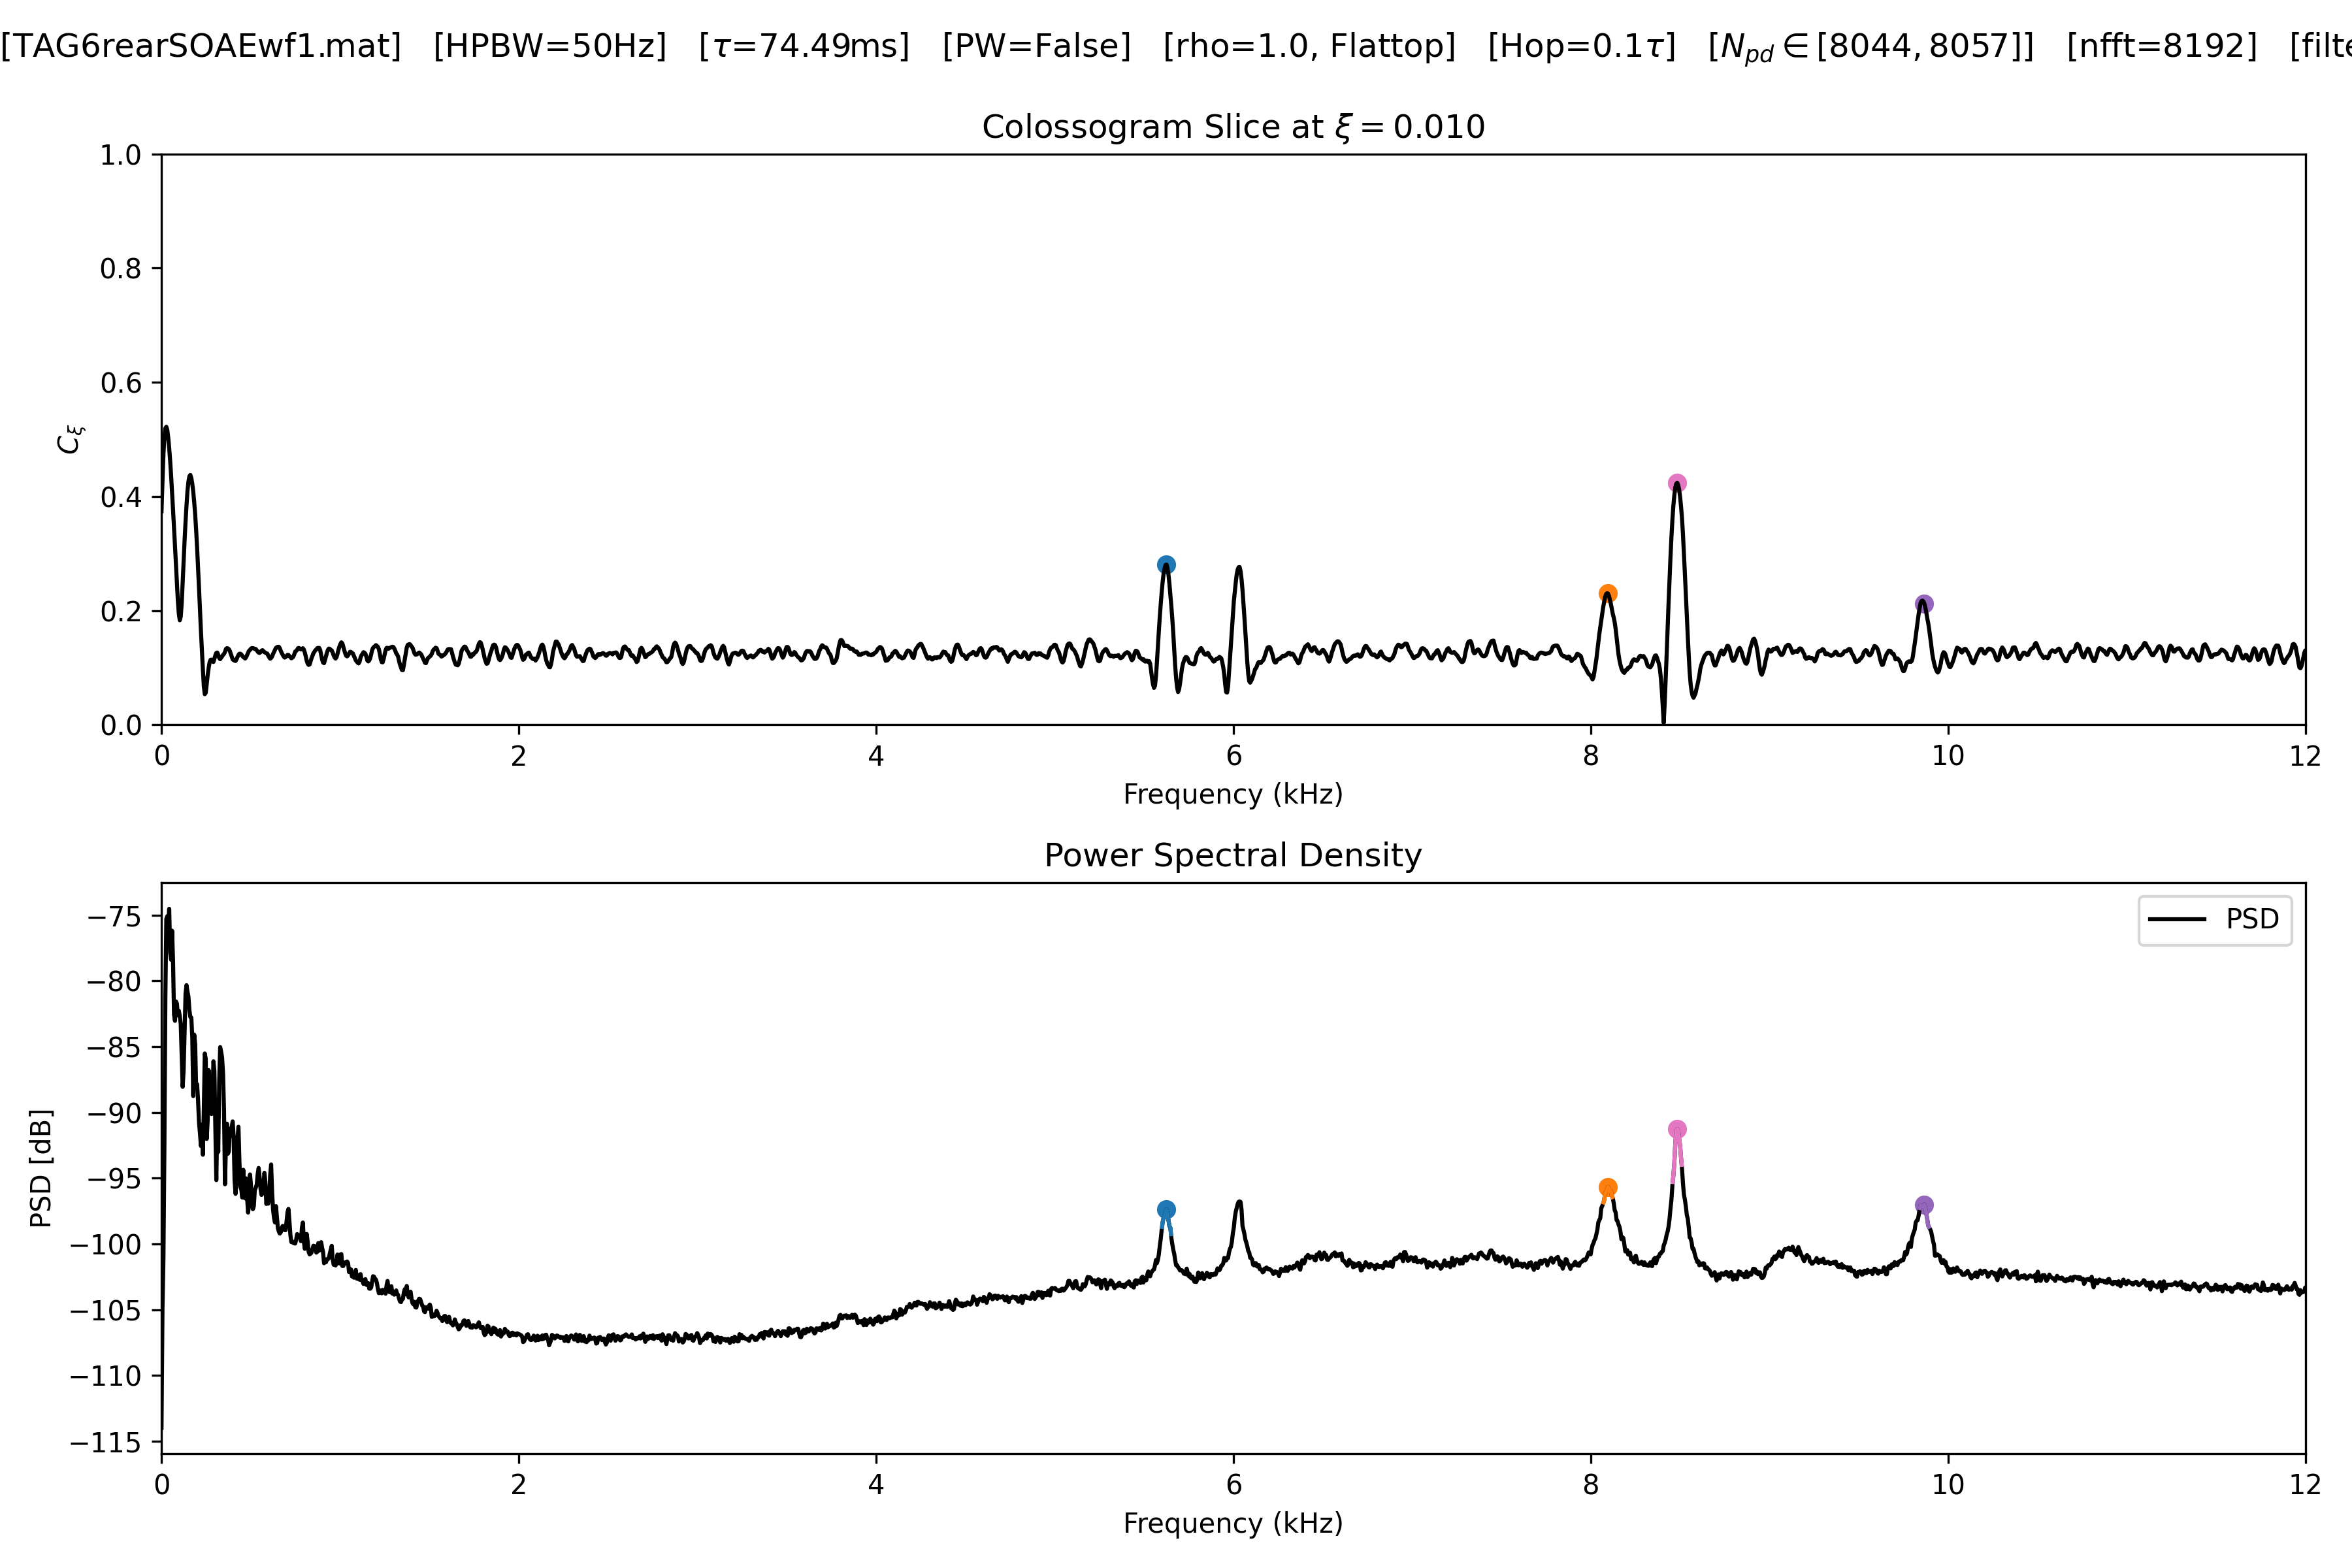 [TAG6rearSOAEwf1.mat] [HPBW=50Hz] [τ=74.49ms] [PW=False] [rho=1.0, Flattop] [Hop=0.1τ] [N_pd ∈ [8044, 8057]] [nfft=8192] [filte
Colossogram Slice at ξ = 0.010
1.0
0.8
0.6
0.4
0.2
0.0
C_ξ
0 2 4 6 8 10 12
Frequency (kHz)
Power Spectral Density
PSD
−75
−80
−85
−90
−95
−100
−105
−110
−115
PSD [dB]
0 2 4 6 8 10 12
Frequency (kHz)